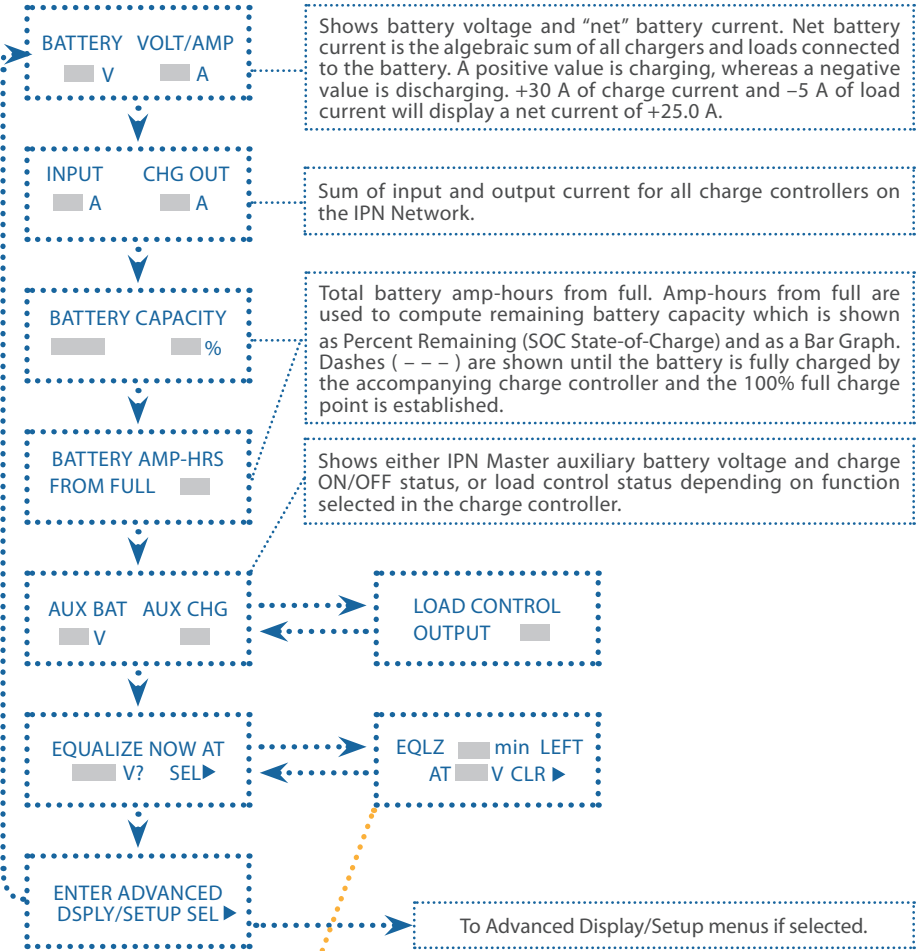 BATTERY VOLT/AMP
V A
Shows battery voltage and “net” battery current. Net battery
current is the algebraic sum of all chargers and loads connected
to the battery. A positive value is charging, whereas a negative
value is discharging. +30 A of charge current and –5 A of load
current will display a net current of +25.0 A.
INPUT CHG OUT
A A
Sum of input and output current for all charge controllers on
the IPN Network.
BATTERY CAPACITY
%
Total battery amp-hours from full. Amp-hours from full are
used to compute remaining battery capacity which is shown
as Percent Remaining (SOC State-of-Charge) and as a Bar Graph.
Dashes ( – – – ) are shown until the battery is fully charged by
the accompanying charge controller and the 100% full charge
point is established.
BATTERY AMP-HRS
FROM FULL
Shows either IPN Master auxiliary battery voltage and charge
ON/OFF status, or load control status depending on function
selected in the charge controller.
AUX BAT AUX CHG
V
LOAD CONTROL
OUTPUT
EQUALIZE NOW AT
V? SEL▶
EQLZ min LEFT
AT V CLR ▶
ENTER ADVANCED
DSPLY/SETUP SEL▶
To Advanced Display/Setup menus if selected.